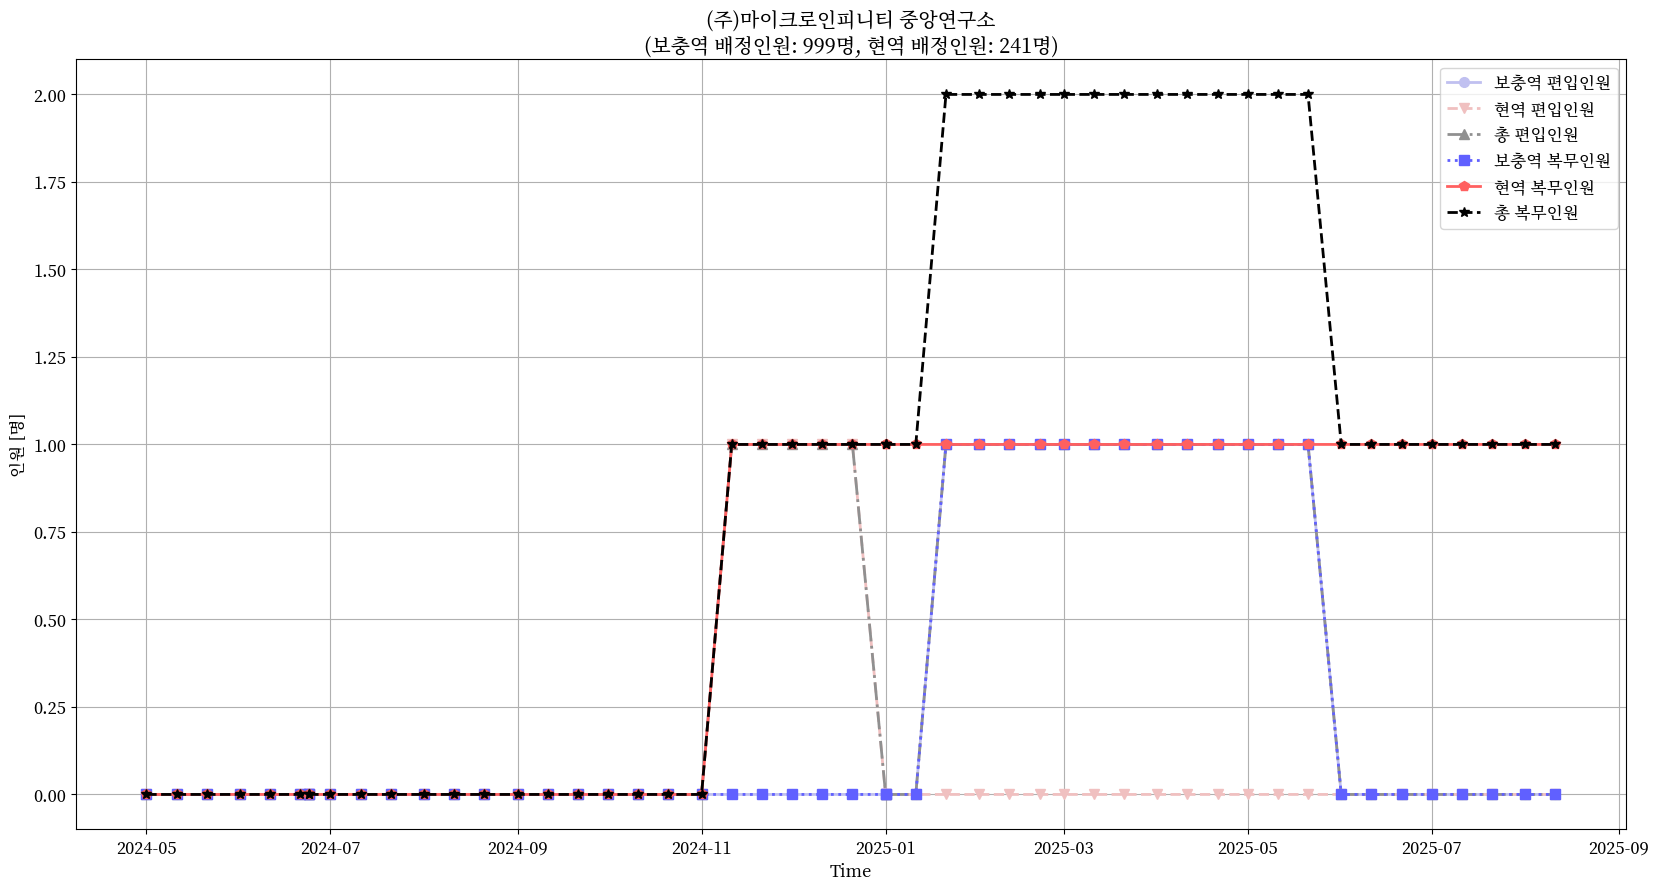 (주)마이크로인피니티 중앙연구소
(보충역 배정인원: 999명, 현역 배정인원: 241명)
보충역 편입인원
현역 편입인원
총 편입인원
보충역 복무인원
현역 복무인원
총 복무인원
2.00
1.75
1.50
1.25
1.00
0.75
0.50
0.25
0.00
인원 [명]
2024-05 2024-07 2024-09 2024-11 2025-01 2025-03 2025-05 2025-07 2025-09
Time